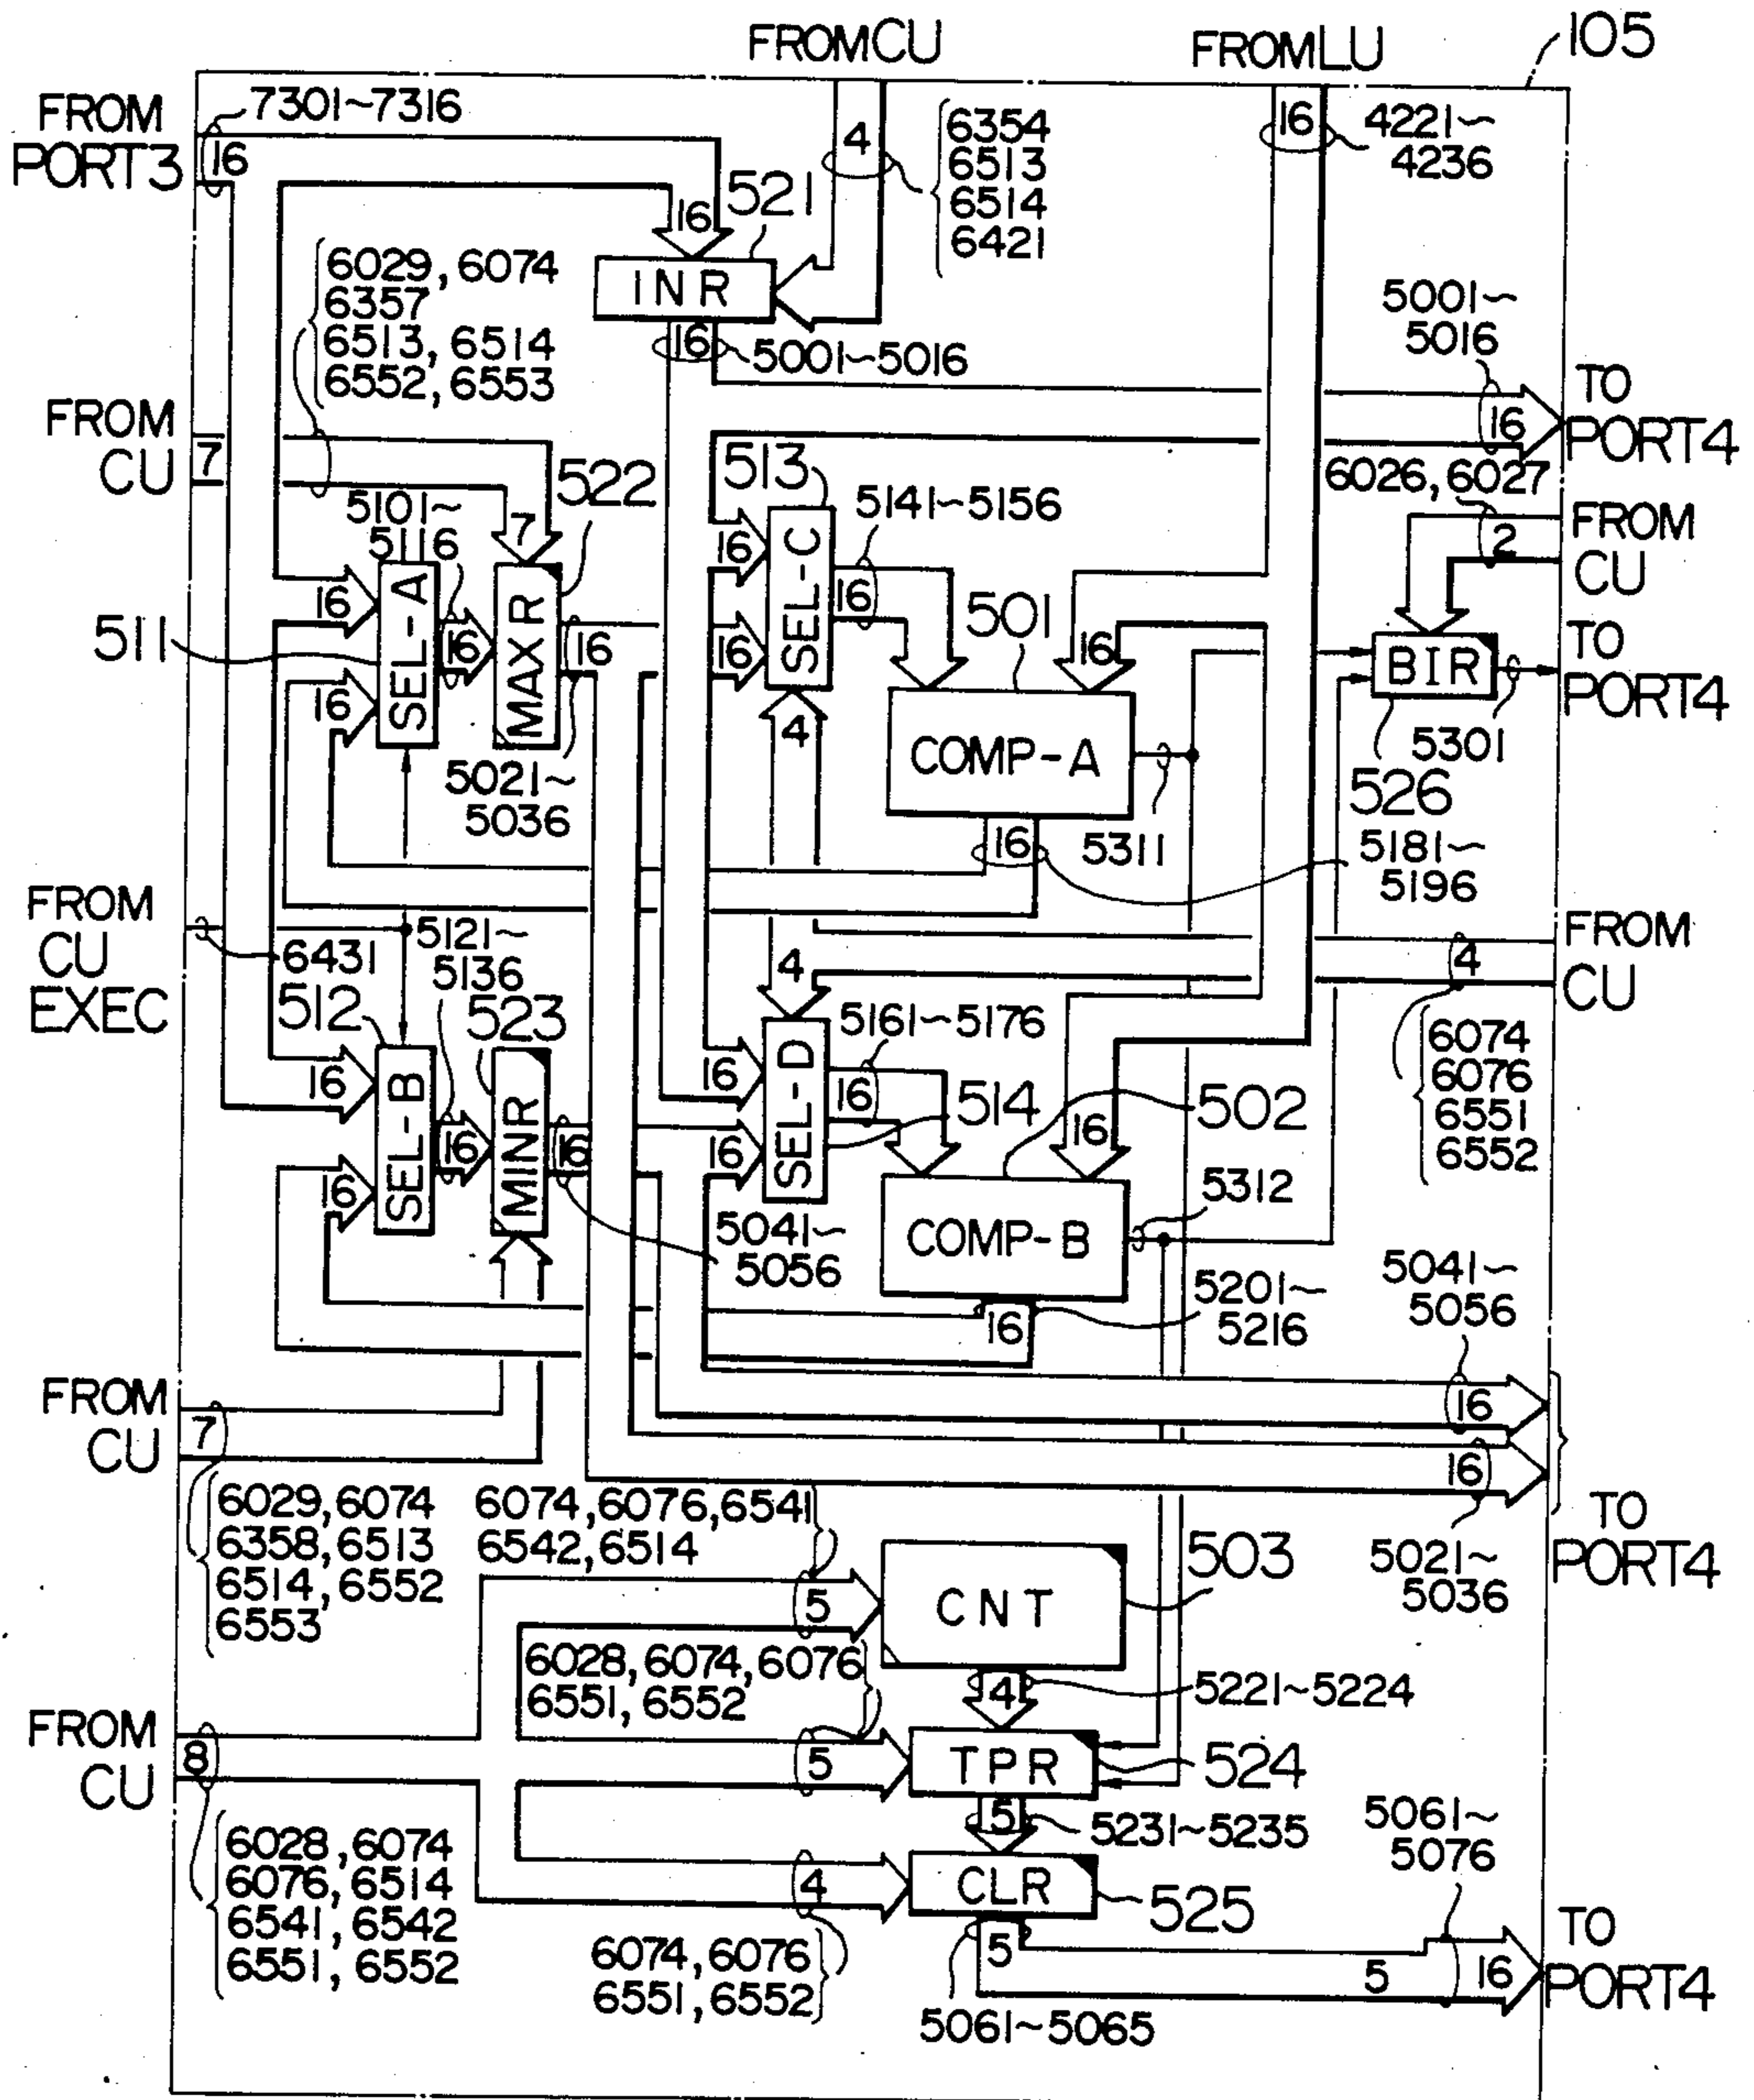 FROM CU
FROM LU
105
FROM
PORT3
7301~7316
16
4
6354
6513
6514
6421
16
4221~
4236
16
521
INR
6029, 6074
6357
6513, 6514
6552, 6553
16
5001~5016
5001~
5016
16
TO
PORT4
FROM
CU
7
5101~
5116
7
522
513
5141~5156
6026, 6027
2
FROM
CU
16
SEL-A
16
MAXR
16
511
16
5021~
5036
16
SEL-C
16
16
4
501
16
COMP-A
16
5311
BIR
5301
526
TO
PORT4
5181~
5196
FROM
CU
EXEC
6431
5121~
5136
512
523
4
5161~5176
4
FROM
CU
6074
6076
6551
6552
16
SEL-B
16
MINR
16
16
16
SEL-D
16
16
514
502
16
COMP-B
5312
5041~
5056
16
5201~
5216
5041~
5056
16
16
FROM
CU
7
6029, 6074
6358, 6513
6514, 6552
6553
6074, 6076, 6541
6542, 6514
5
CNT
503
5021~
5036
TO
PORT4
6028, 6074, 6076
6551, 6552
4
5221~5224
FROM
CU
8
5
TPR
524
5
5231~5235
6028, 6074
6076, 6514
6541, 6542
6551, 6552
4
CLR
525
5061~
5076
6074, 6076
6551, 6552
5
5061~5065
5
16
TO
PORT4